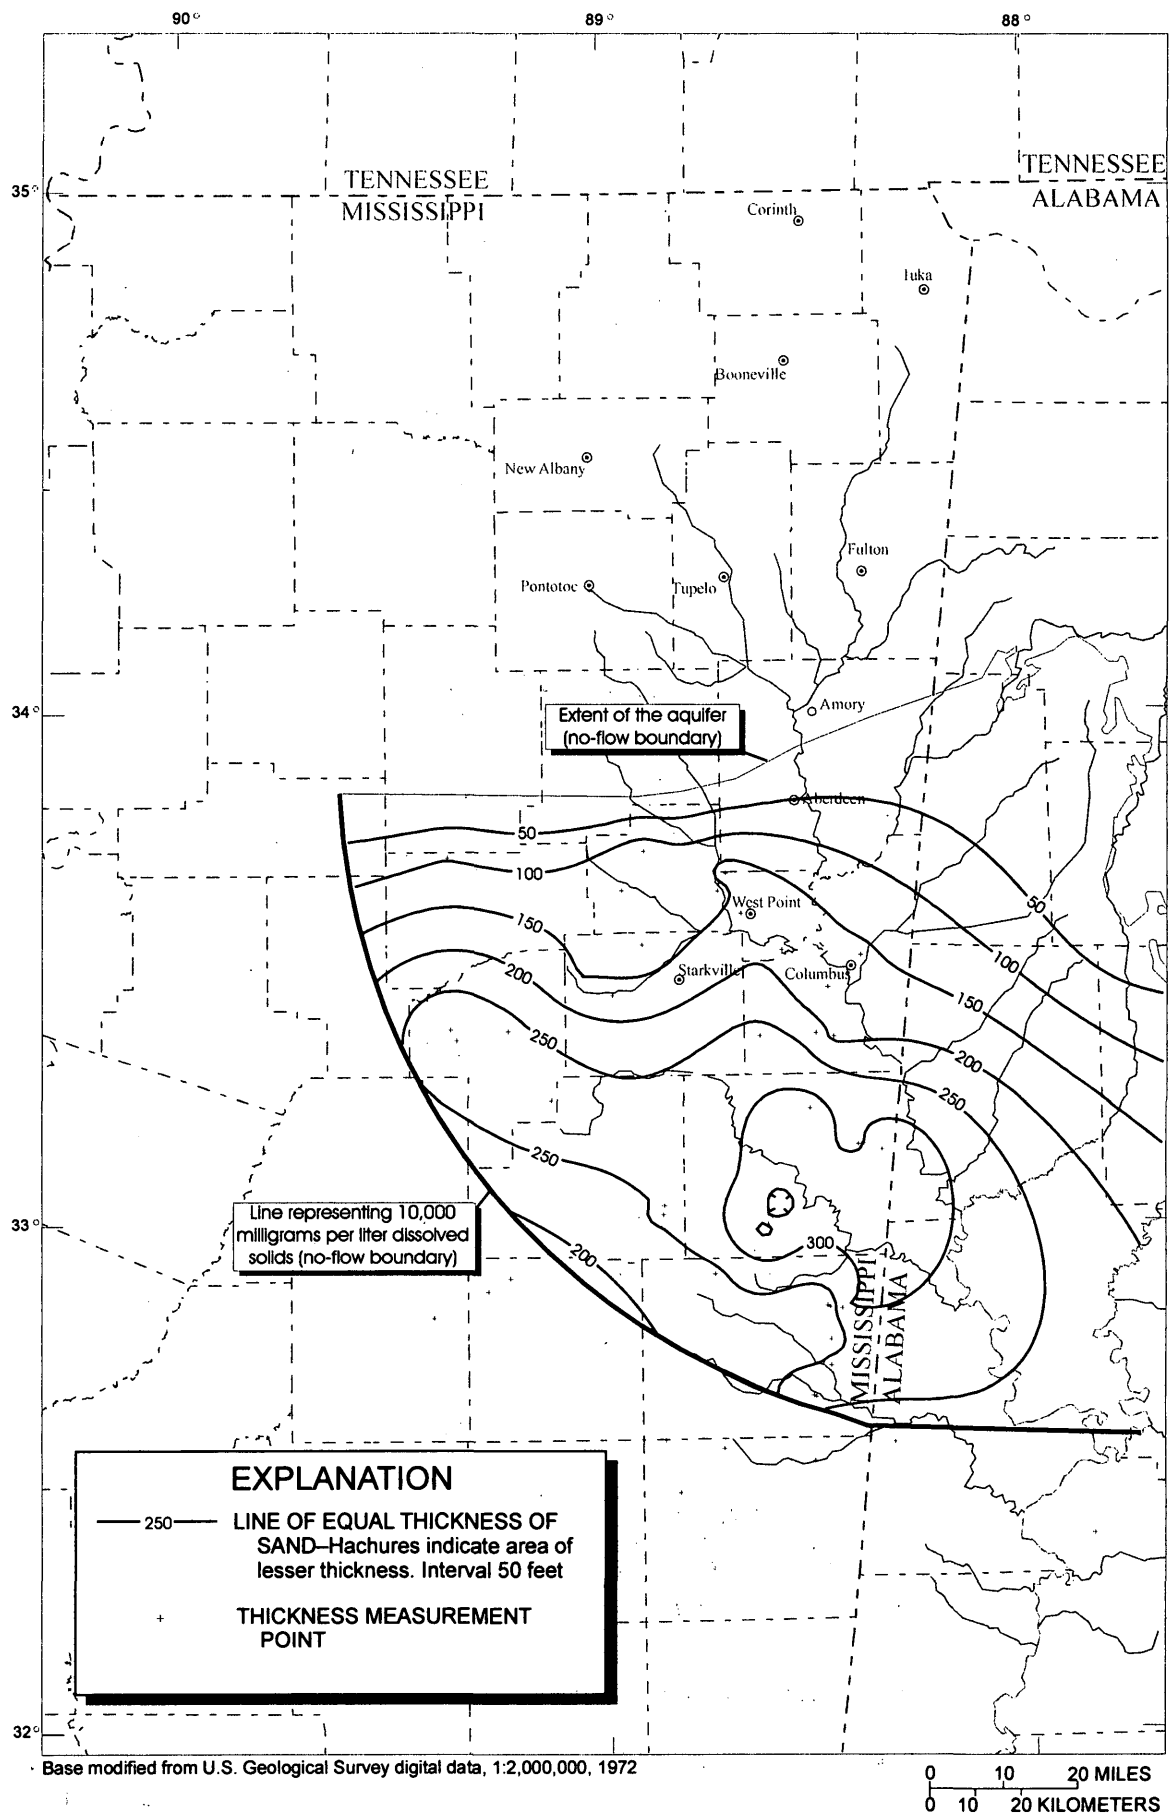 90°
89°
88°
35°
TENNESSEE
MISSISSIPPI
TENNESSEE
ALABAMA
Corinth
Iuka
Booneville
New Albany
Fulton
Pontotoc
Tupelo
34°
Amory
Extent of the aquifer
(no-flow boundary)
Aberdeen
50
100
150
West Point
50
200
Starkville
Columbus
100
150
250
200
250
250
33°
Line representing 10,000
milligrams per liter dissolved
solids (no-flow boundary)
200
300
MISSISSIPPI
ALABAMA
EXPLANATION
250
LINE OF EQUAL THICKNESS OF
SAND–Hachures indicate area of
lesser thickness. Interval 50 feet
THICKNESS MEASUREMENT
POINT
32°
Base modified from U.S. Geological Survey digital data, 1:2,000,000, 1972
0 10 20 MILES
0 10 20 KILOMETERS